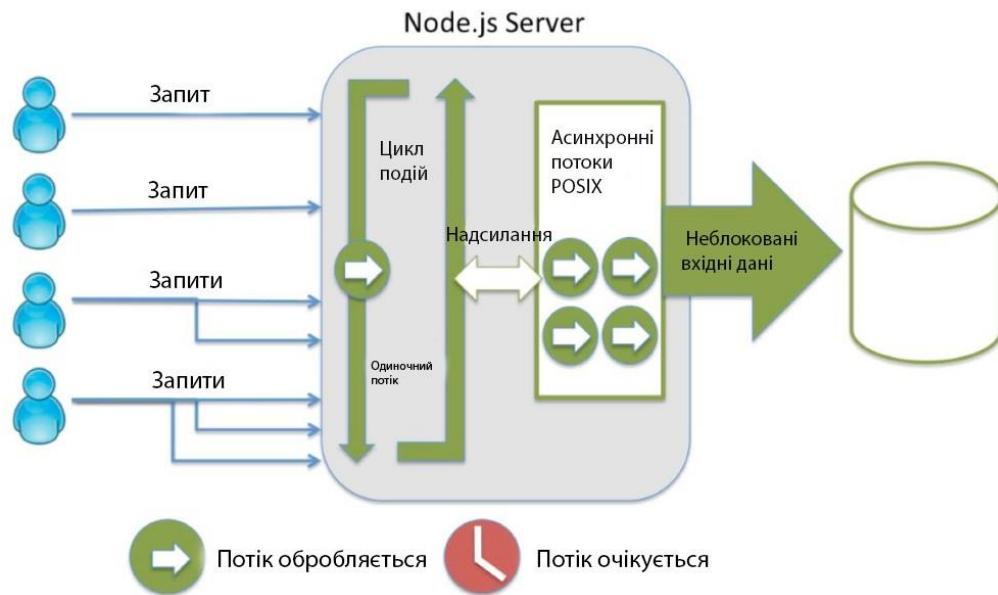 Node.js Server
Запит
Запит
Запити
Запити
Цикл
подій
Одиночний
потік
Надсилання
Асинхронні
потоки
POSIX
Неблоковані
вхідні дані
Потік обробляється
Потік очікується